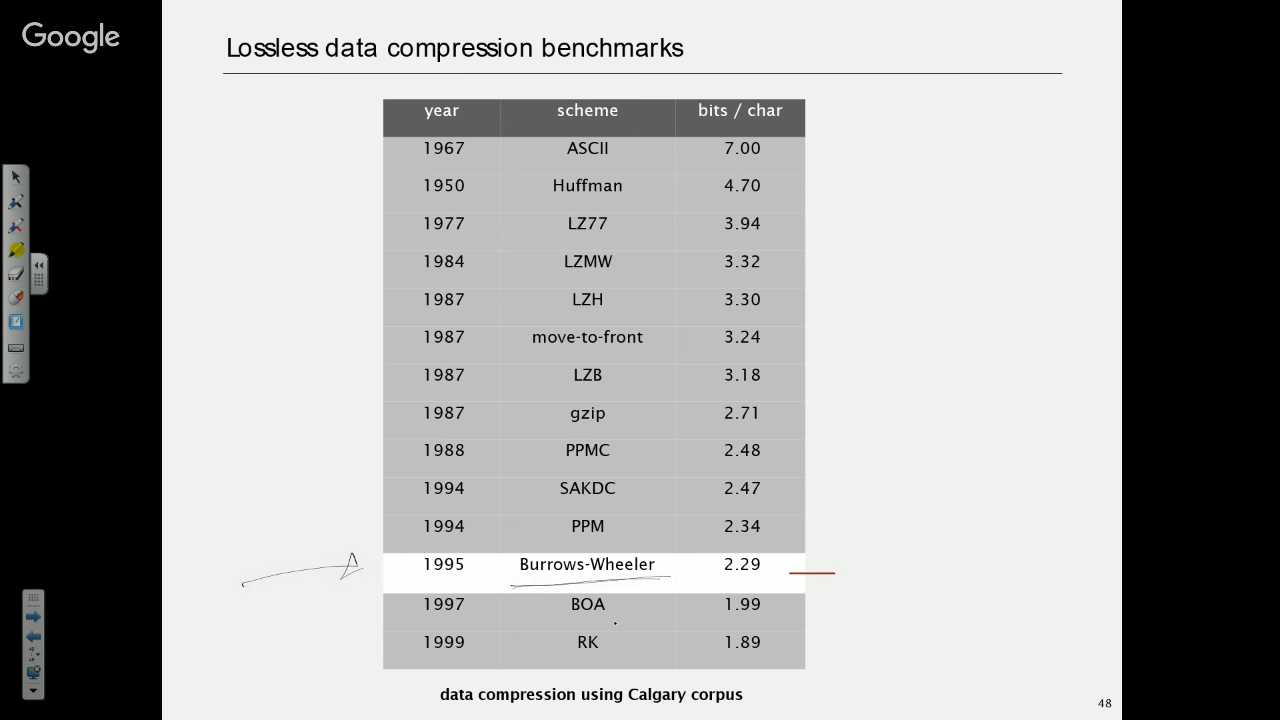 Google
Lossless data compression benchmarks
year scheme bits / char
1967 ASCII 7.00
1950 Huffman 4.70
1977 LZ77 3.94
1984 LZMW 3.32
1987 LZH 3.30
1987 move-to-front 3.24
1987 LZB 3.18
1987 gzip 2.71
1988 PPMC 2.48
1994 SAKDC 2.47
1994 PPM 2.34
1995 Burrows-Wheeler 2.29
1997 BOA 1.99
1999 RK 1.89
data compression using Calgary corpus
48